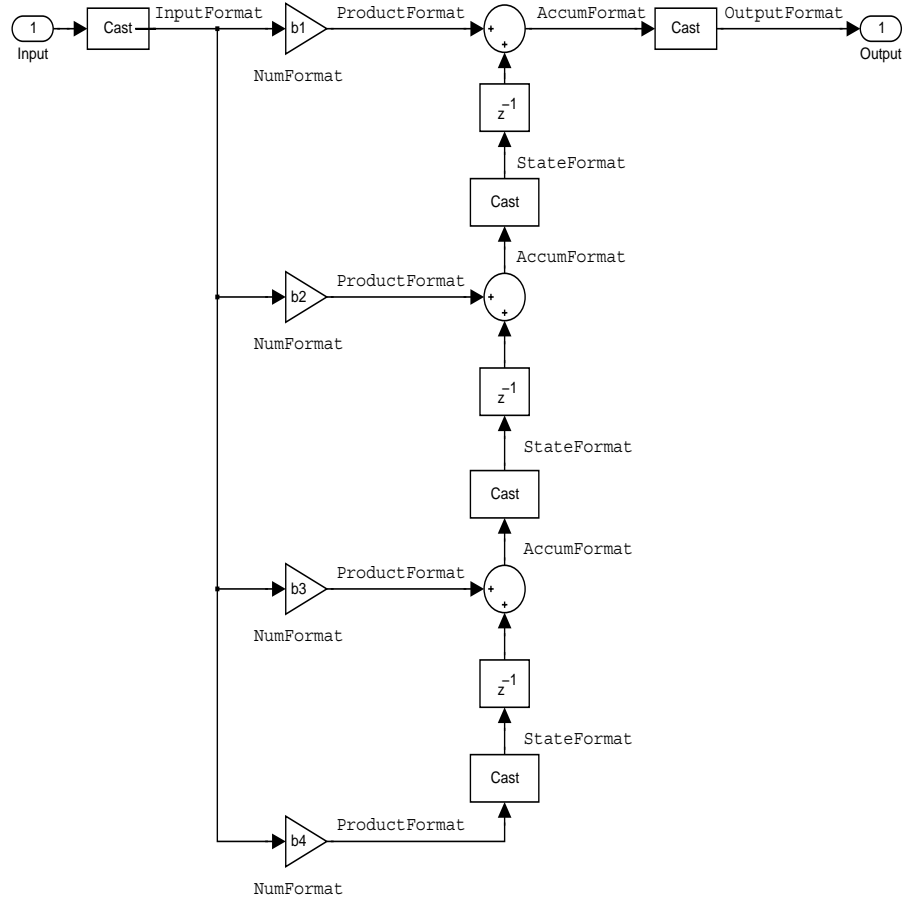 InputFormat ProductFormat AccumFormat OutputFormat
1 Cast b1 + + Cast 1
Input Output
NumFormat
z−1
StateFormat
Cast
AccumFormat
ProductFormat
b2 + +
NumFormat
z−1
StateFormat
Cast
AccumFormat
ProductFormat
b3 + +
NumFormat
z−1
StateFormat
Cast
ProductFormat
b4
NumFormat